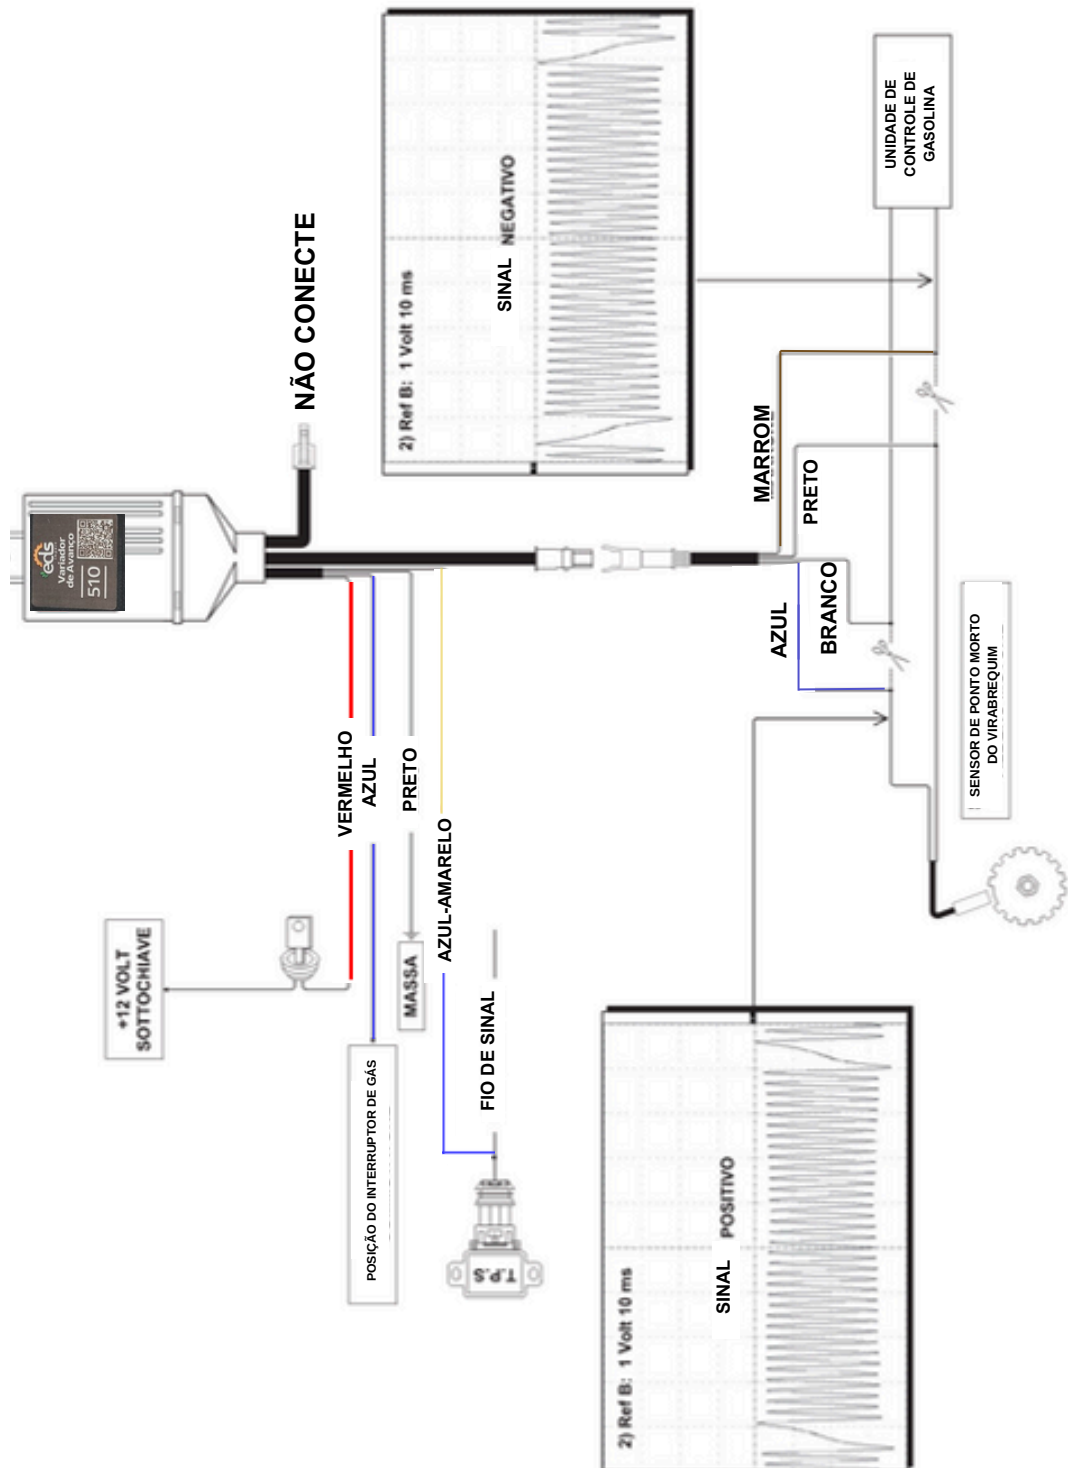 eds
Variador
de Avanço
510
NÃO CONECTE
2) Ref B: 1 Volt 10 ms
SINAL NEGATIVO
UNIDADE DE
CONTROLE DE
GASOLINA
MARROM
PRETO
AZUL
BRANCO
SENSOR DE PONTO MORTO
DO VIRABREQUIM
VERMELHO
AZUL
PRETO
AZUL-AMARELO
+12 VOLT
SOTTOCHIAVE
MASSA
POSIÇÃO DO INTERRUPTOR DE GÁS
FIO DE SINAL
T.P.S
2) Ref B: 1 Volt 10 ms
SINAL POSITIVO